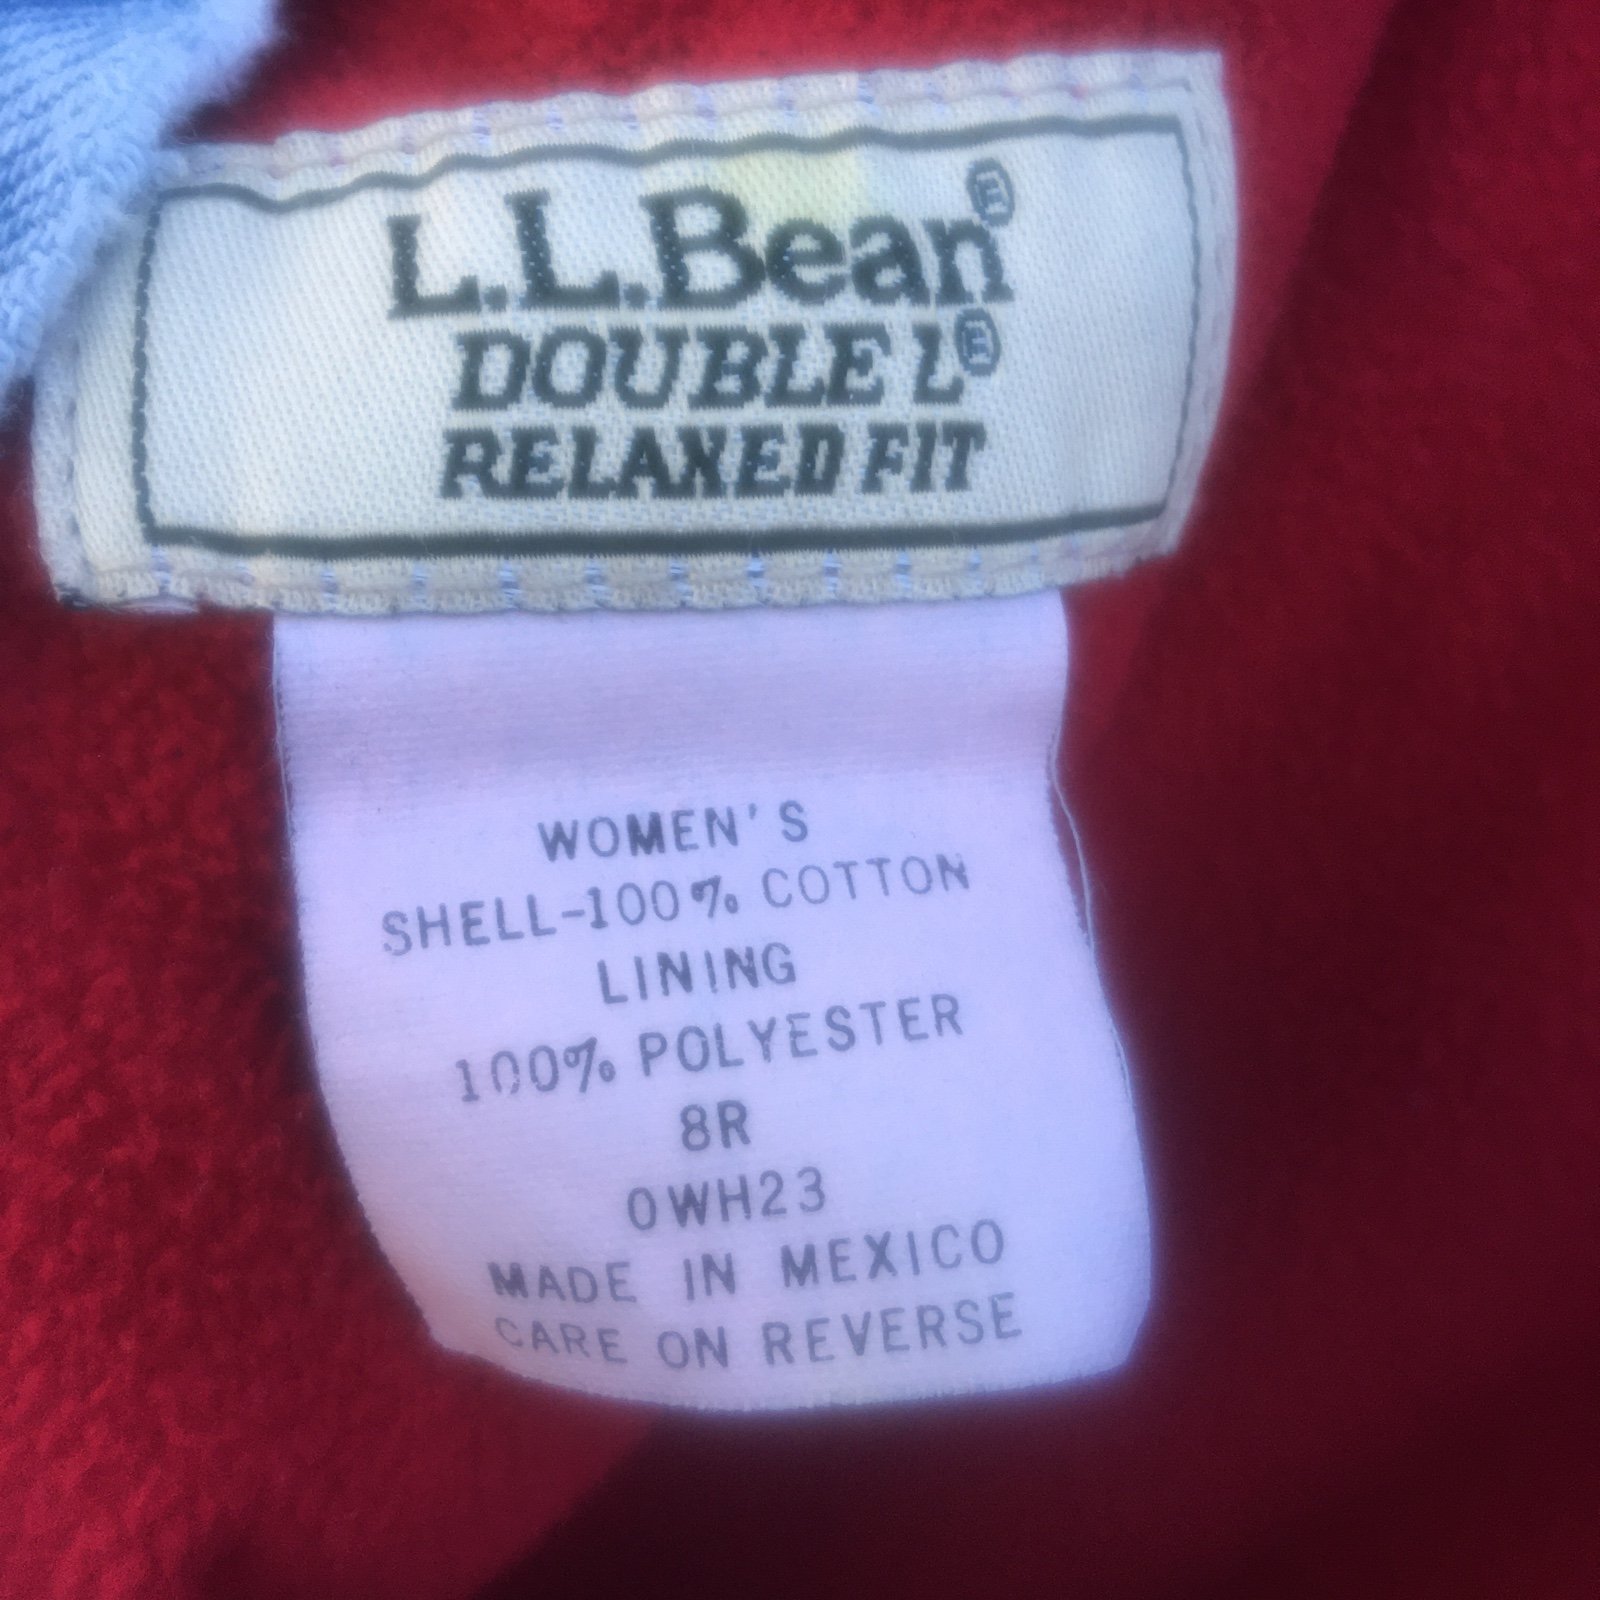 L.L.Bean®
DOUBLE L®
RELAXED FIT
WOMEN'S
SHELL-100% COTTON
LINING
100% POLYESTER
8R
0WH23
MADE IN MEXICO
CARE ON REVERSE